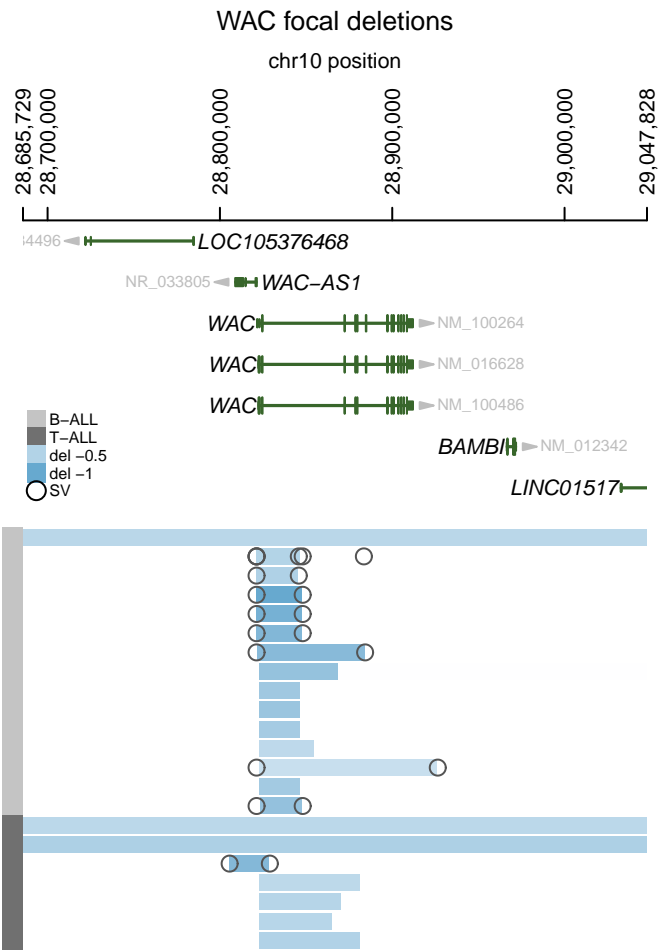 WAC focal deletions
chr10 position
28,685,729
28,700,000
28,800,000
28,900,000
29,000,000
29,047,828
4496 LOC105376468
NR_033805 WAC−AS1
WAC NM_100264
WAC NM_016628
WAC NM_100486
B−ALL
T−ALL
BAMBI NM_012342
del −0.5
del −1
SV
LINC01517